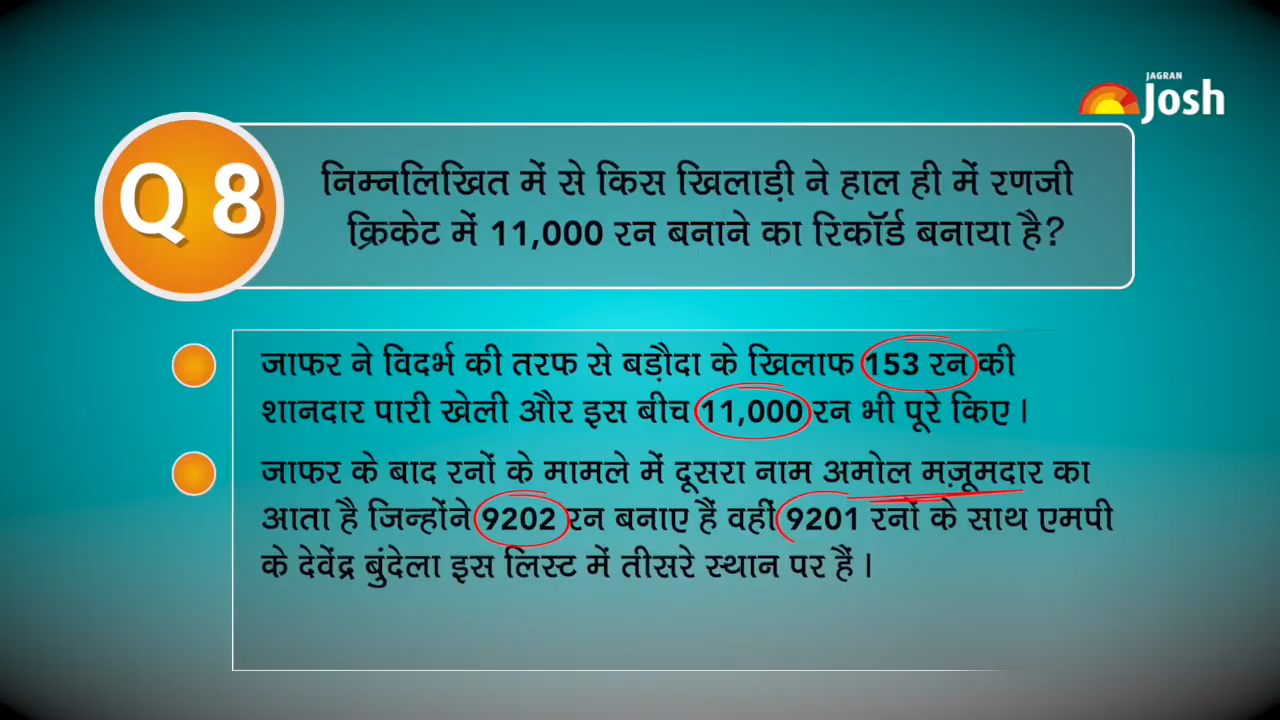 JAGRAN
Josh
Q 8
निम्नलिखित में से किस खिलाड़ी ने हाल ही में रणजी
क्रिकेट में 11,000 रन बनाने का रिकॉर्ड बनाया है?
जाफर ने विदर्भ की तरफ से बड़ौदा के खिलाफ 153 रन की
शानदार पारी खेली और इस बीच 11,000 रन भी पूरे किए।
जाफर के बाद रनों के मामले में दूसरा नाम अमोल मज़ूमदार का
आता है जिन्होंने 9202 रन बनाए हैं वहीं 9201 रनों के साथ एमपी
के देवेंद्र बुंदेला इस लिस्ट में तीसरे स्थान पर हैं।